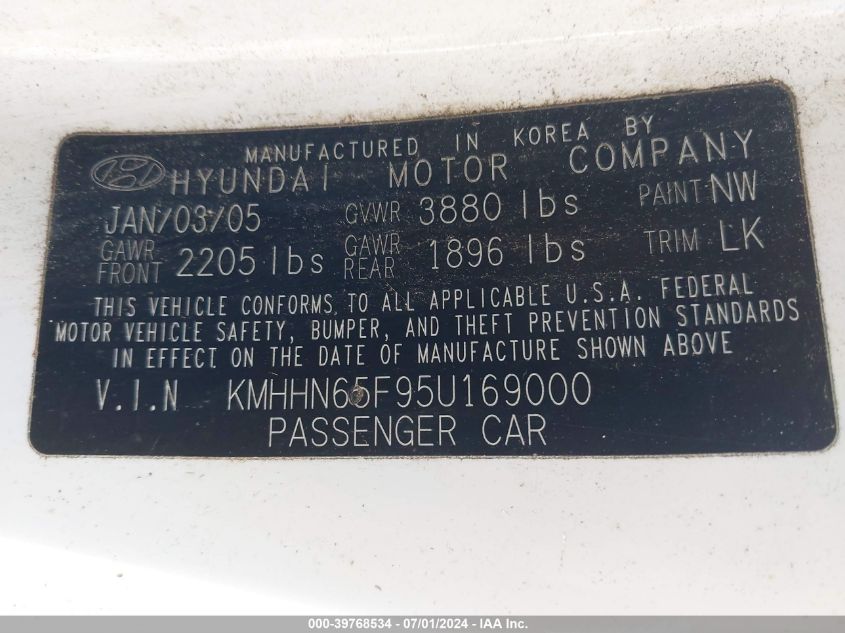 MANUFACTURED IN KOREA BY
HYUNDAI MOTOR COMPANY
JAN/03/05 GVWR 3880 lbs PAINT NW
GAWR FRONT 2205 lbs GAWR REAR 1896 lbs TRIM LK
THIS VEHICLE CONFORMS TO ALL APPLICABLE U.S.A. FEDERAL
MOTOR VEHICLE SAFETY, BUMPER, AND THEFT PREVENTION STANDARDS
IN EFFECT ON THE DATE OF MANUFACTURE SHOWN ABOVE
V.I.N KMHHN65F95U169000
PASSENGER CAR
000-39768534 - 07/01/2024 - IAA Inc.